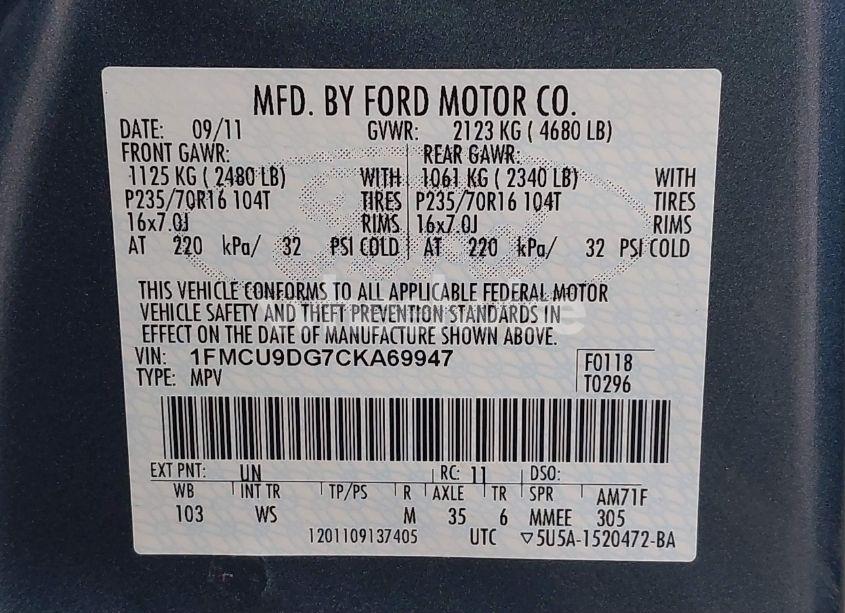 MFD. BY FORD MOTOR CO.
DATE: 09/11 GVWR: 2123 KG ( 4680 LB)
FRONT GAWR: REAR GAWR:
1125 KG ( 2480 LB) WITH 1061 KG ( 2340 LB) WITH
P235/70R16 104T TIRES P235/70R16 104T TIRES
16x7.0J RIMS 16x7.0J RIMS
AT 220 kPa/ 32 PSI COLD AT 220 kPa/ 32 PSI COLD
THIS VEHICLE CONFORMS TO ALL APPLICABLE FEDERAL MOTOR
VEHICLE SAFETY AND THEFT PREVENTION STANDARDS IN
EFFECT ON THE DATE OF MANUFACTURE SHOWN ABOVE.
VIN: 1FMCU9DG7CKA69947 F0118
TYPE: MPV T0296
EXT PNT: UN RC: 11 DSO:
WB INT TR TP/PS R AXLE TR SPR AM71F
103 WS M 35 6 MMEE 305
1201109137405 UTC ▽5U5A-1520472-BA